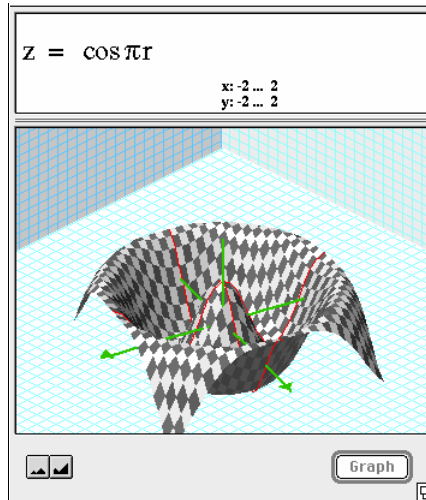 z = cos πr
x: -2 ... 2
y: -2 ... 2
Graph